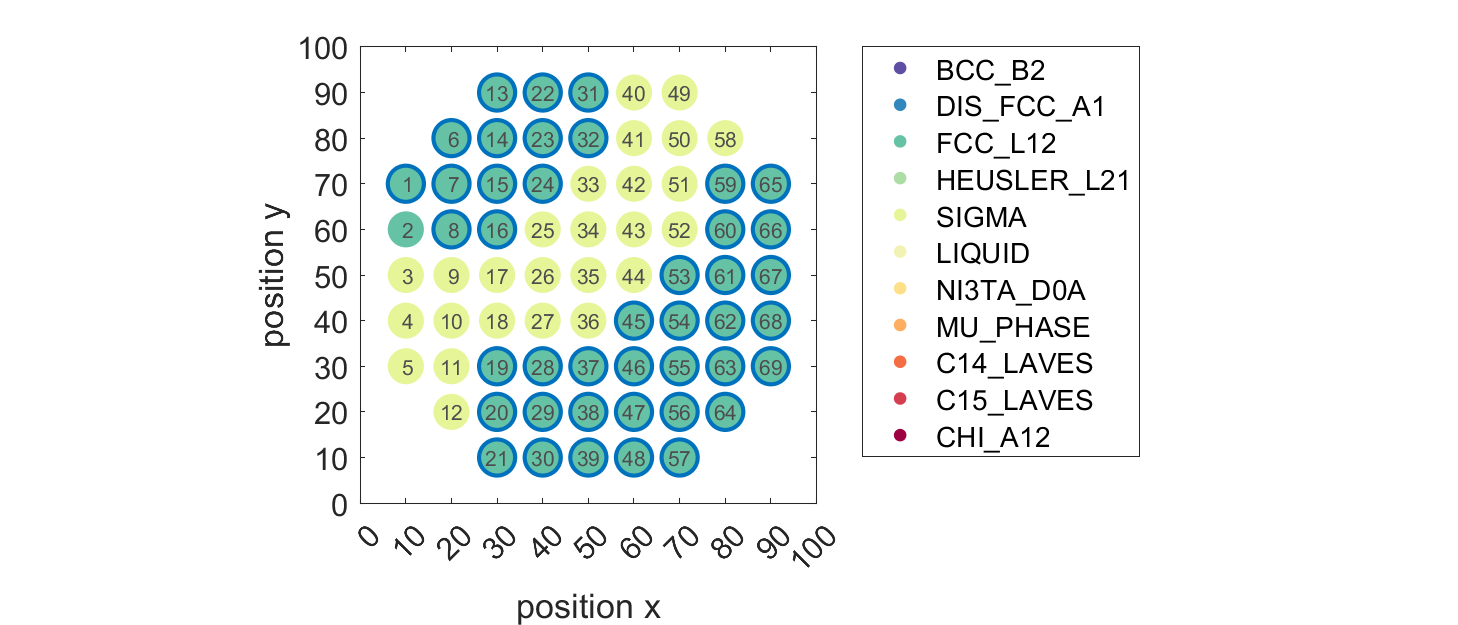 100
90 13 22 31 40 49
80 6 14 23 32 41 50 58
70 1 7 15 24 33 42 51 59 65
60 2 8 16 25 34 43 52 60 66
50 3 9 17 26 35 44 53 61 67
40 4 10 18 27 36 45 54 62 68
30 5 11 19 28 37 46 55 63 69
20 12 20 29 38 47 56 64
10 21 30 39 48 57
0
position y
0 10 20 30 40 50 60 70 80 90 100
position x
BCC_B2
DIS_FCC_A1
FCC_L12
HEUSLER_L21
SIGMA
LIQUID
NI3TA_D0A
MU_PHASE
C14_LAVES
C15_LAVES
CHI_A12